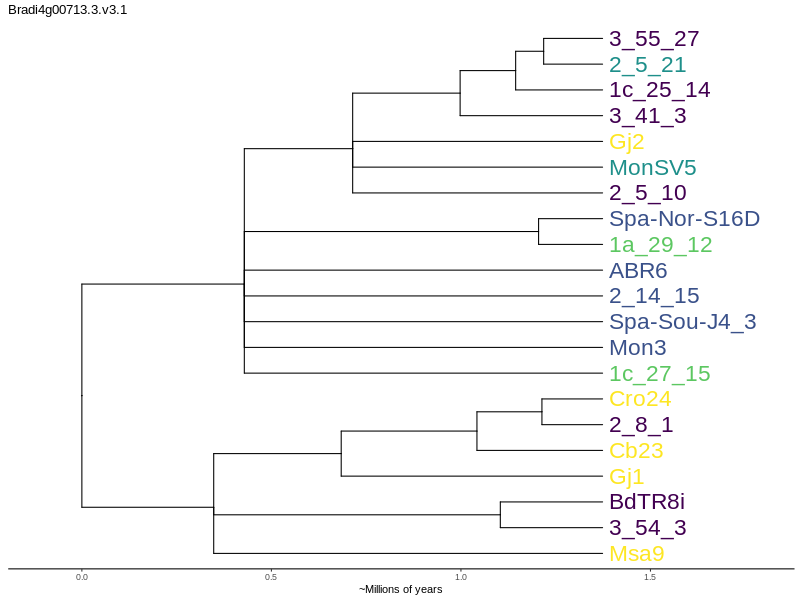 Bradi4g00713.3.v3.1
3_55_27
2_5_21
1c_25_14
3_41_3
Gj2
MonSV5
2_5_10
Spa-Nor-S16D
1a_29_12
ABR6
2_14_15
Spa-Sou-J4_3
Mon3
1c_27_15
Cro24
2_8_1
Cb23
Gj1
BdTR8i
3_54_3
Msa9
0.0 0.5 1.0 1.5
~Millions of years